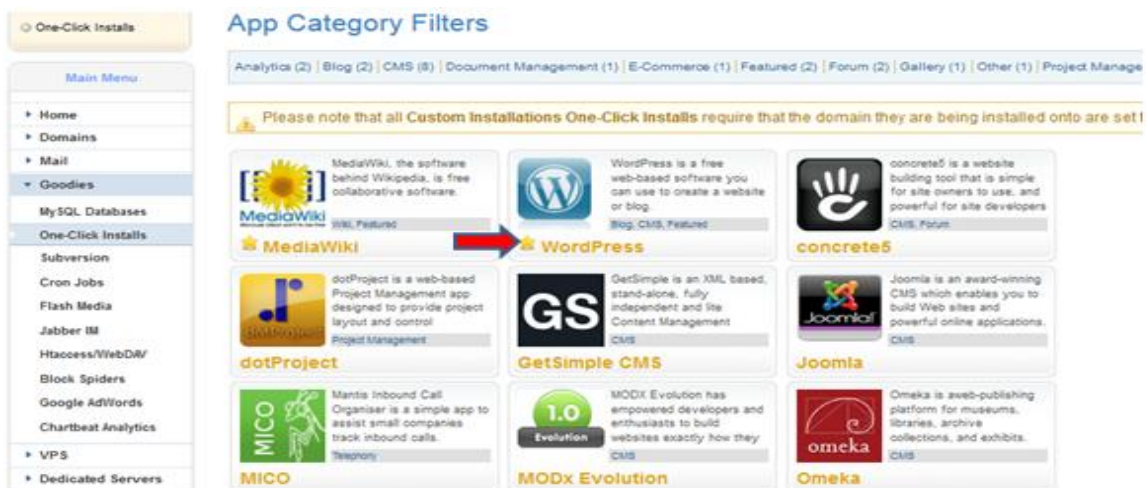 One-Click Installs
Main Menu
Home
Domains
Mail
Goodies
MySQL Databases
One-Click Installs
Subversion
Cron Jobs
Flash Media
Jabber IM
Htaccess/WebDAV
Block Spiders
Google AdWords
Chartbeat Analytics
VPS
Dedicated Servers
App Category Filters
Analytics (2) | Blog (2) | CMS (8) | Document Management (1) | E-Commerce (1) | Featured (2) | Forum (2) | Gallery (1) | Other (1) | Project Manage
Please note that all Custom Installations One-Click Installs require that the domain they are being installed onto are set
MediaWiki
MediaWiki, the software
behind Wikipedia, is free
collaborative software.
Wiki, Featured
MediaWiki
WordPress is a free
web-based software you
can use to create a website
or blog.
Blog, CMS, Featured
WordPress
concrete5 is a website
building tool that is simple
for site owners to use, and
powerful for site developers
CMS, Forum
concrete5
dotProject
dotProject is a web-based
Project Management app
designed to provide project
layout and control
Project Management
dotProject
GS
GetSimple is an XML based,
stand-alone, fully
independent and lite
Content Management
CMS
GetSimple CMS
Joomla!
Joomla is an award-winning
CMS which enables you to
build Web sites and
powerful online applications.
CMS
Joomla
MICO
Mantis Inbound Call
Organiser is a simple app to
assist small companies
track inbound calls.
Telephony
MICO
1.0
Evolution
MODX Evolution has
empowered developers and
enthusiasts to build
websites exactly how they
CMS
MODx Evolution
omeka
Omeka is aweb-publishing
platform for museums,
libraries, archive
collections, and exhibits.
CMS
Omeka